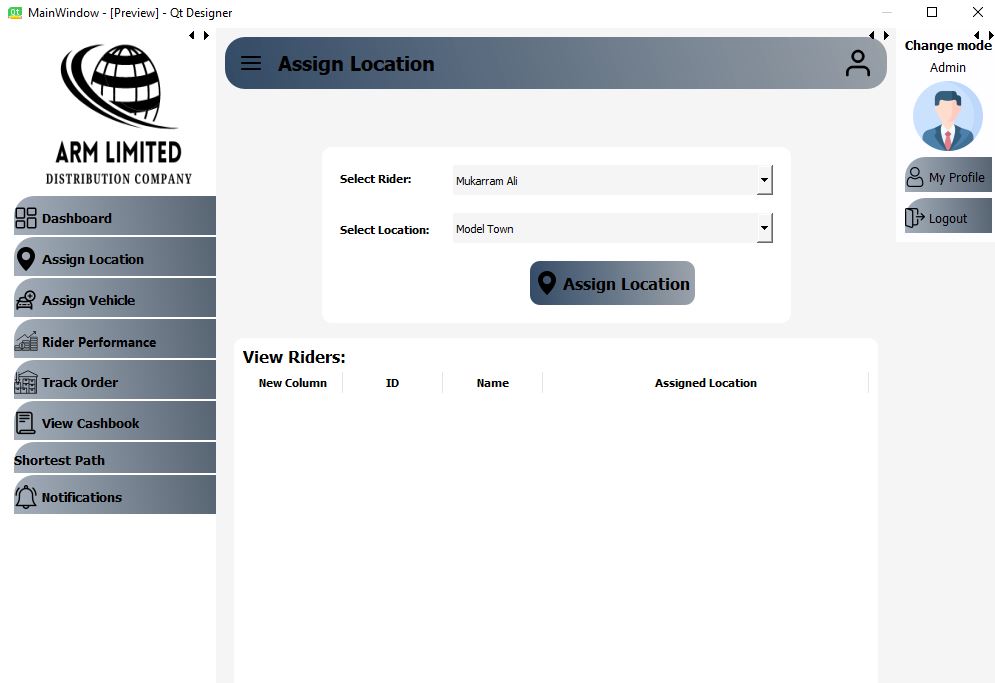 MainWindow - [Preview] - Qt Designer
ARM LIMITED
DISTRIBUTION COMPANY
Dashboard
Assign Location
Assign Vehicle
Rider Performance
Track Order
View Cashbook
Shortest Path
Notifications
Assign Location
Select Rider: Mukarram Ali
Select Location: Model Town
Assign Location
View Riders:
New Column ID Name Assigned Location
Change mode
Admin
My Profile
Logout